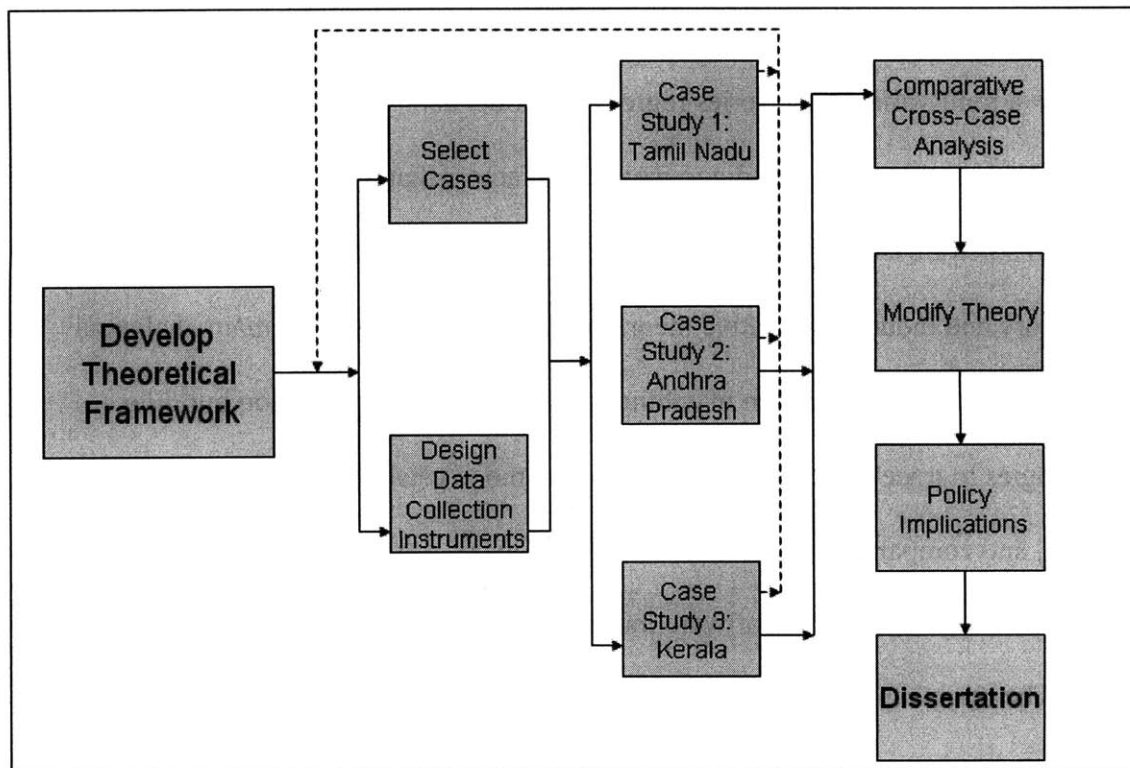 Develop
Theoretical
Framework
Select
Cases
Design
Data
Collection
Instruments
Case
Study 1:
Tamil Nadu
Case
Study 2:
Andhra
Pradesh
Case
Study 3:
Kerala
Comparative
Cross-Case
Analysis
Modify Theory
Policy
Implications
Dissertation